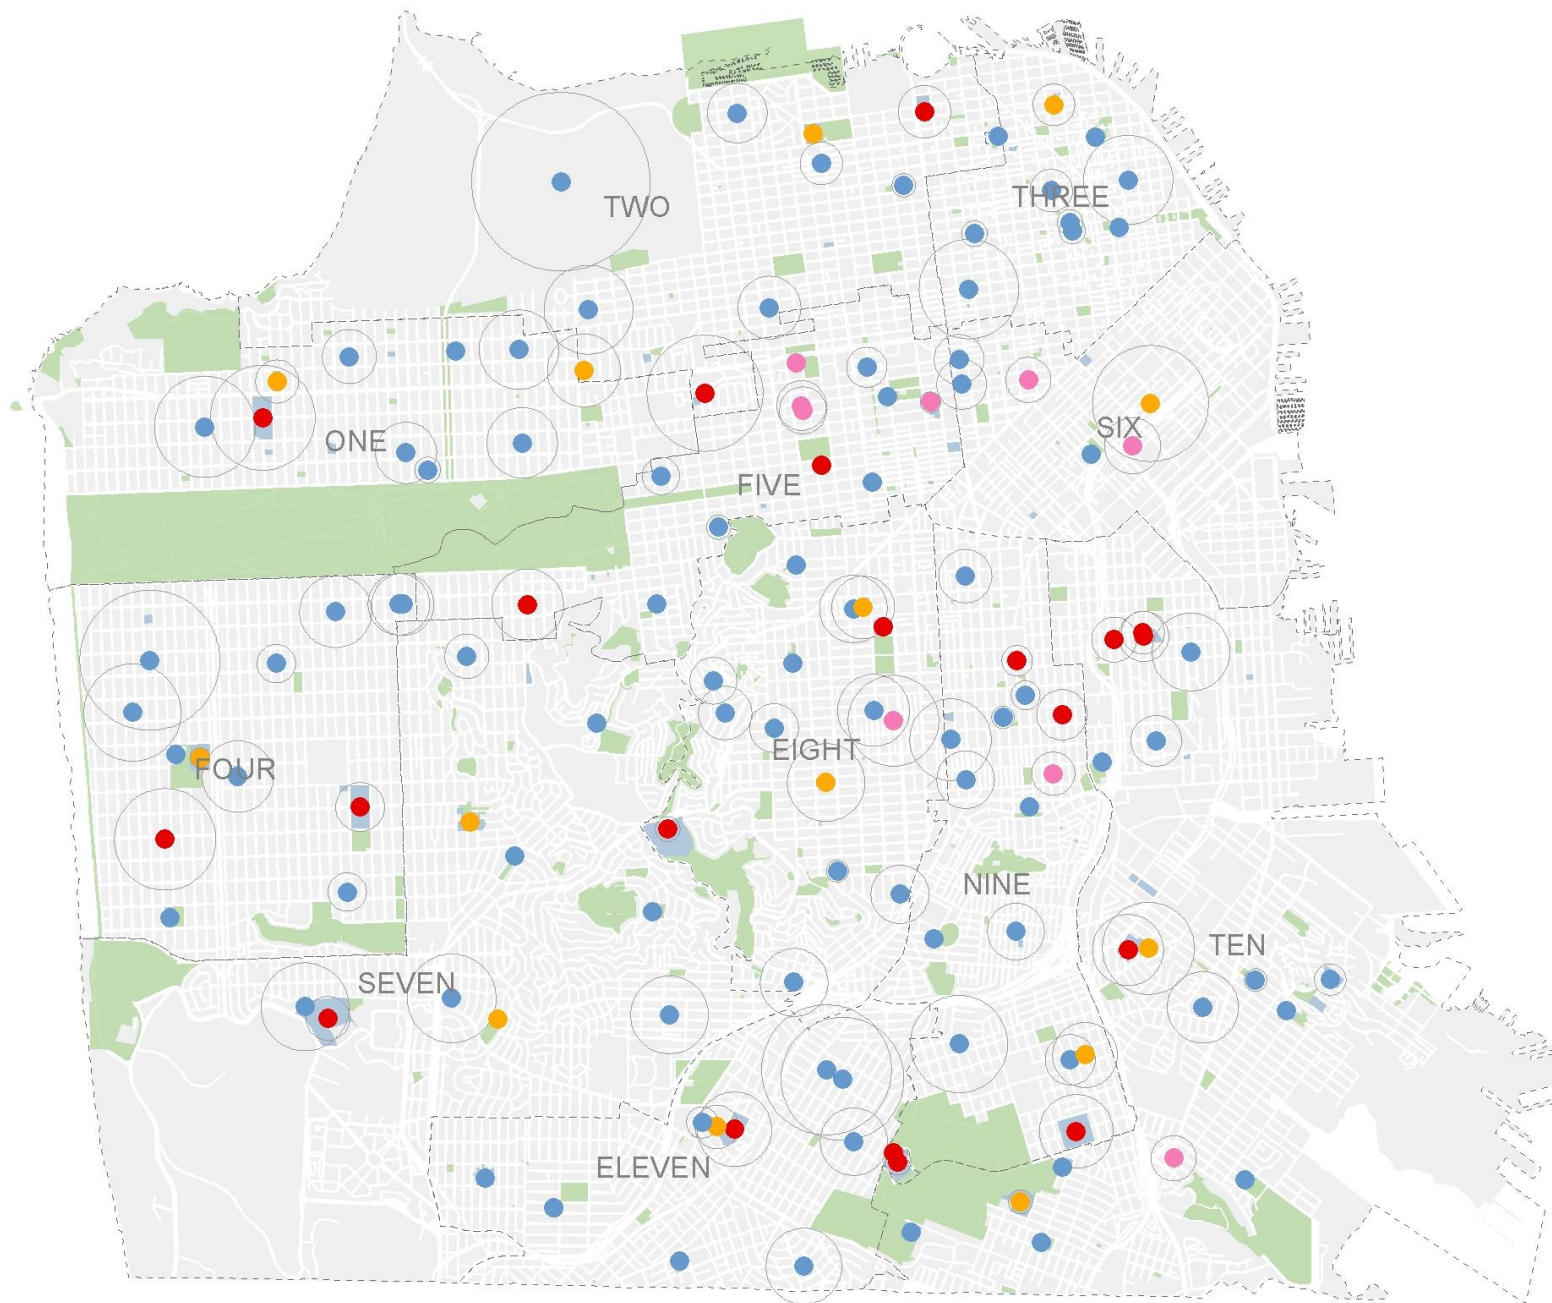 TWO
THREE
ONE
SIX
FIVE
EIGHT
FOUR
NINE
TEN
SEVEN
ELEVEN